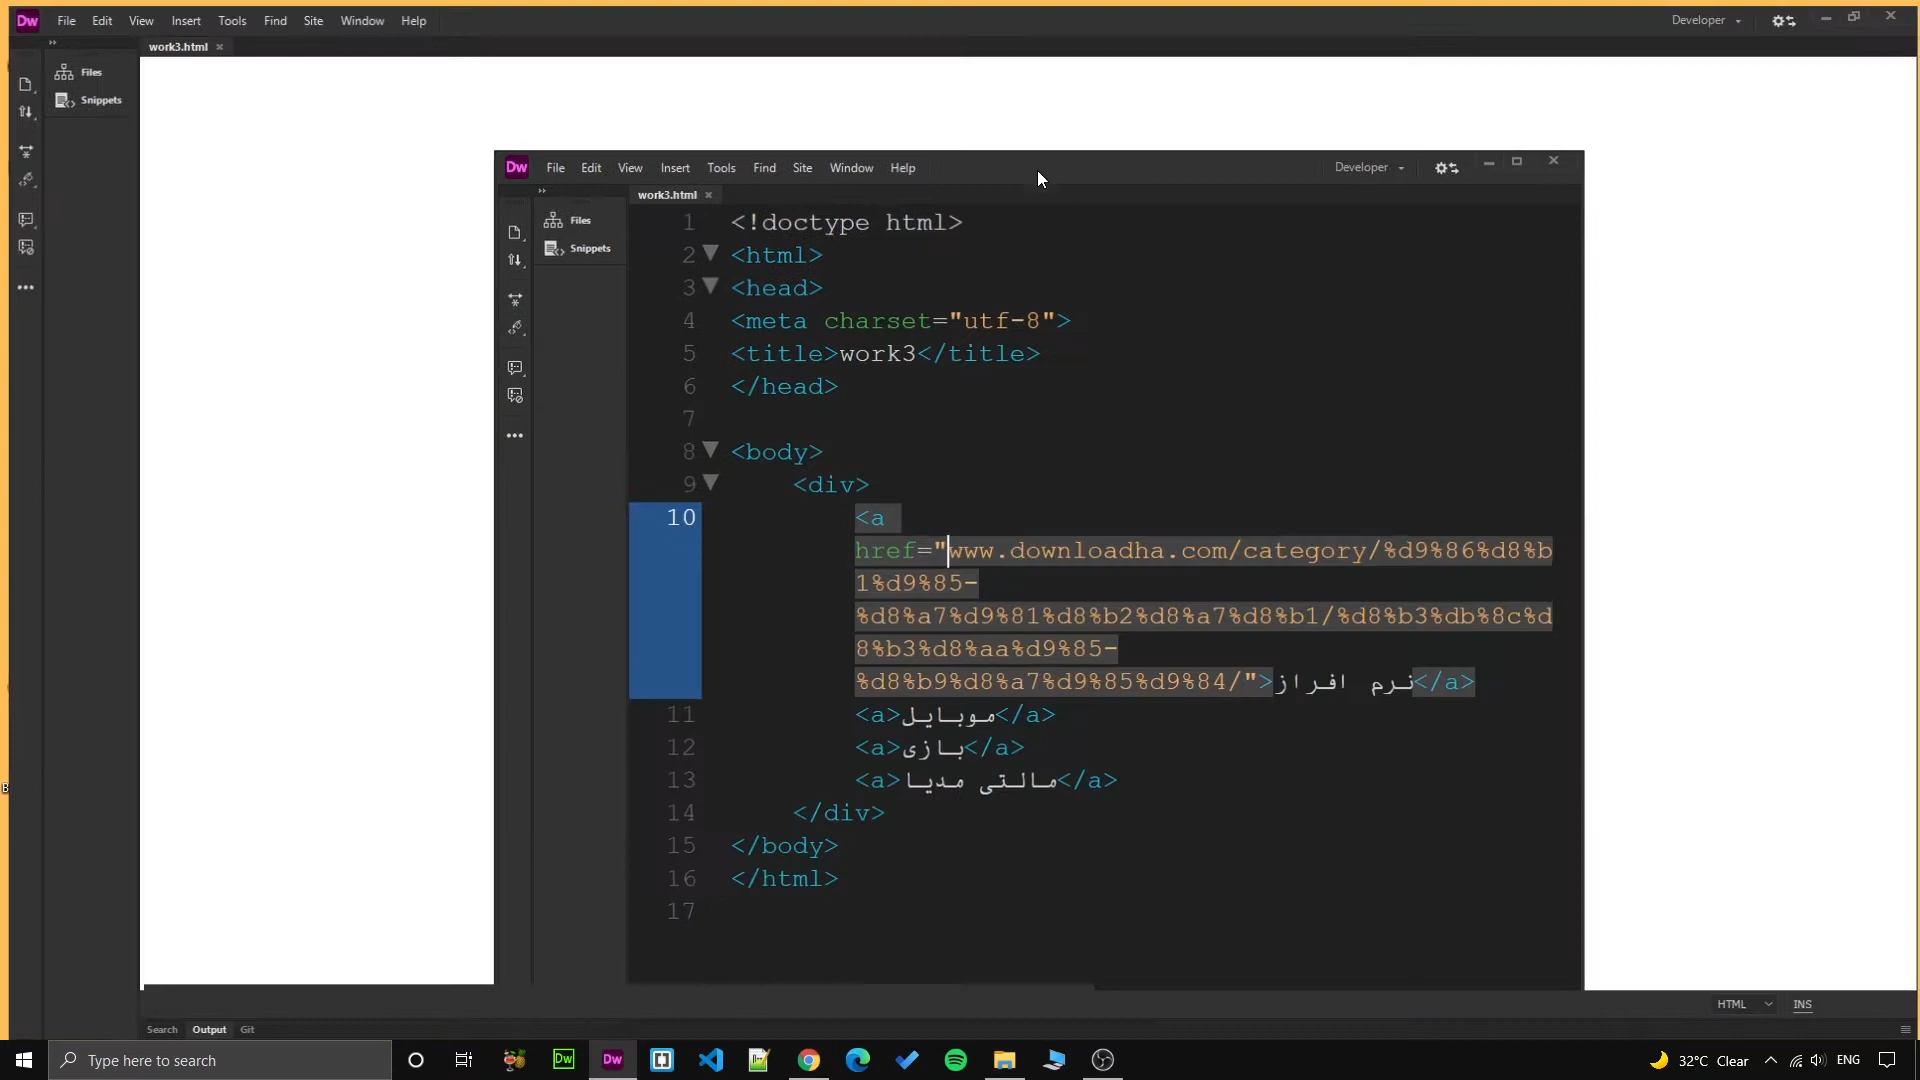 Dw File Edit View Insert Tools Find Site Window Help Developer
work3.html ×
Files
Snippets
Dw File Edit View Insert Tools Find Site Window Help Developer
work3.html ×
Files
Snippets
1 <!doctype html>
2 <html>
3 <head>
4 <meta charset="utf-8">
5 <title>work3</title>
6 </head>
7
8 <body>
9 <div>
10 <a
href="www.downloadha.com/category/%d9%86%d8%b
1%d9%85-
%d8%a7%d9%81%d8%b2%d8%a7%d8%b1/%d8%b3%db%8c%d
8%b3%d8%aa%d9%85-
%d8%b9%d8%a7%d9%85%d9%84/">نرم افراز</a>
11 <a>موبایل</a>
12 <a>بازی</a>
13 <a>مالتی مدیا</a>
14 </div>
15 </body>
16 </html>
17
B
HTML INS
Search Output Git
Type here to search
Dw Dw
32°C Clear ENG